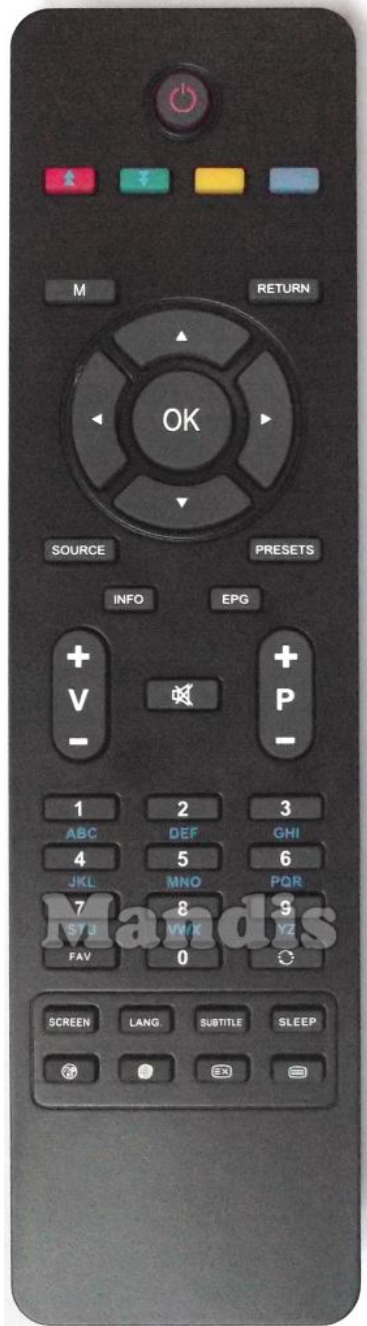 M RETURN
OK
SOURCE PRESETS
INFO EPG
+ +
V P
- -
1 2 3
ABC DEF GHI
4 5 6
JKL MNO PQR
7 8 9
STU VWX YZ
Mandis
FAV 0
SCREEN LANG. SUBTITLE SLEEP
EX